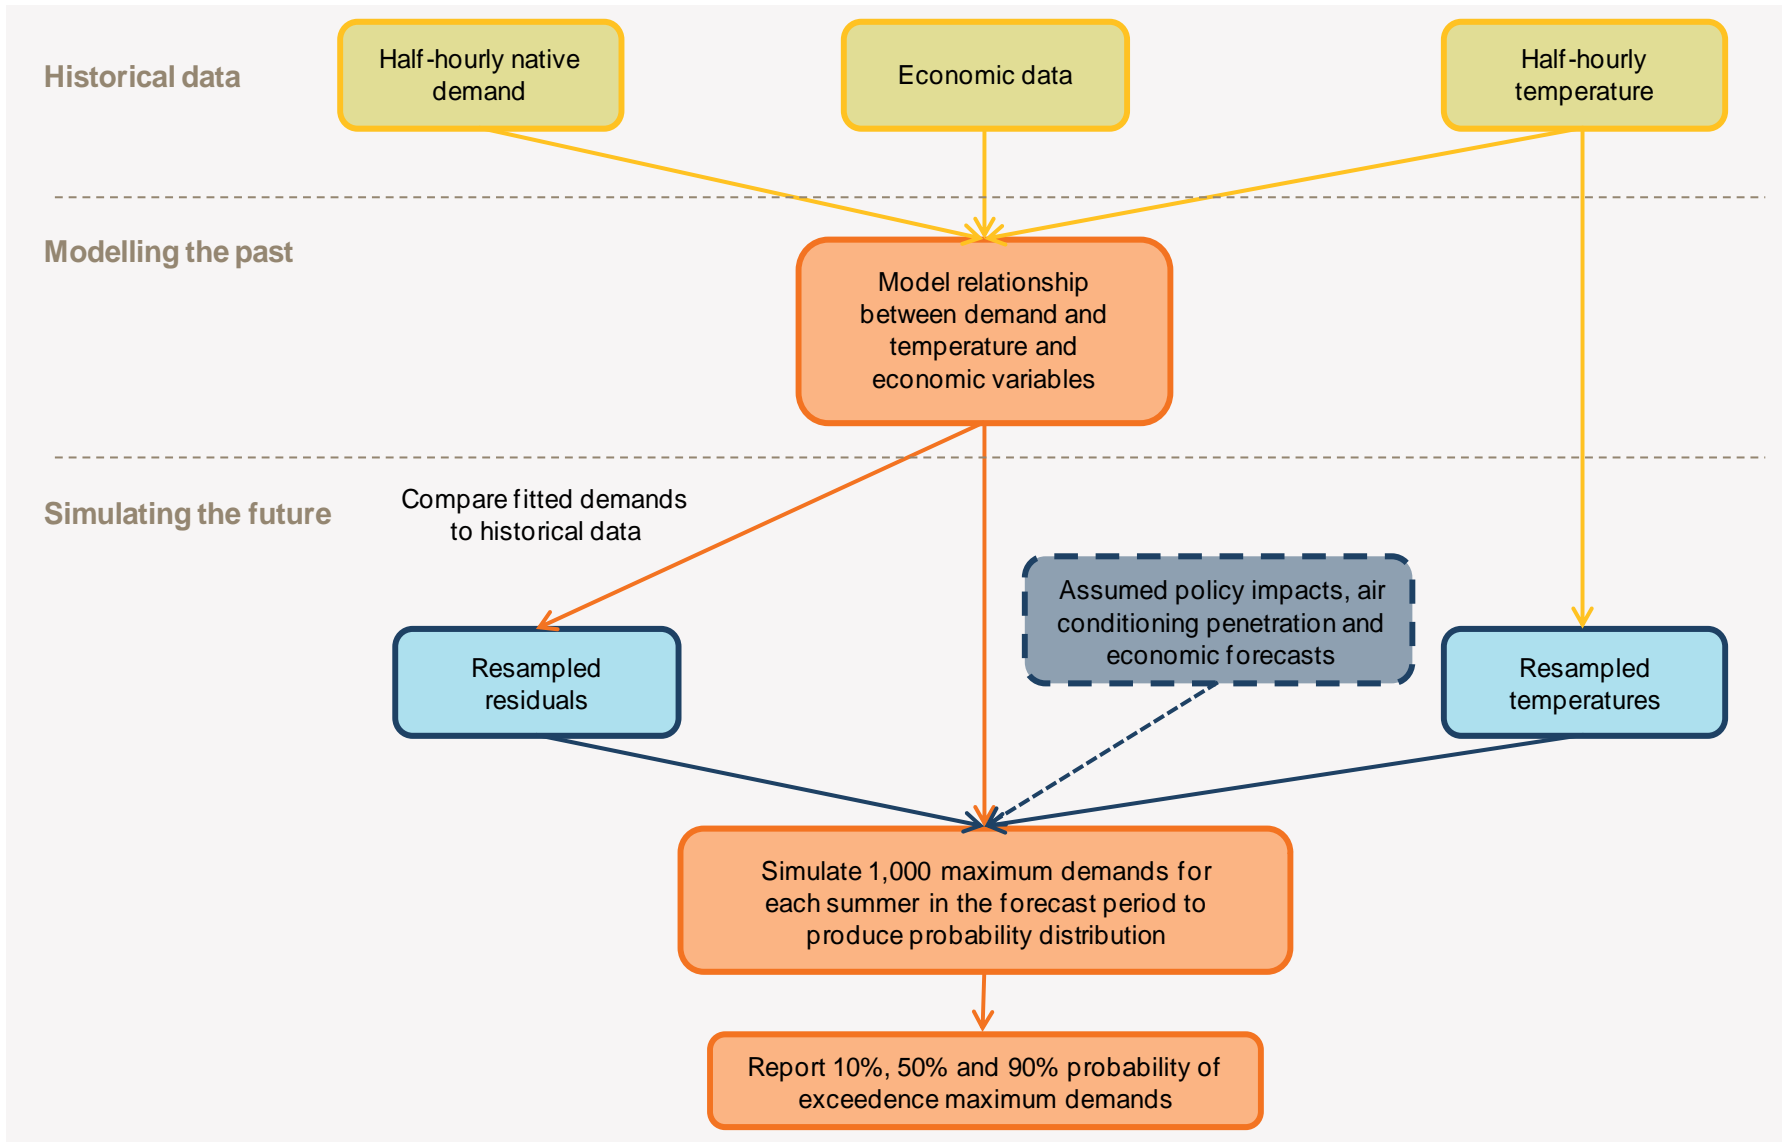 Historical data
Half-hourly native
demand
Economic data
Half-hourly
temperature
Modelling the past
Model relationship
between demand and
temperature and
economic variables
Simulating the future
Compare fitted demands
to historical data
Assumed policy impacts, air
conditioning penetration and
economic forecasts
Resampled
residuals
Resampled
temperatures
Simulate 1,000 maximum demands for
each summer in the forecast period to
produce probability distribution
Report 10%, 50% and 90% probability of
exceedence maximum demands